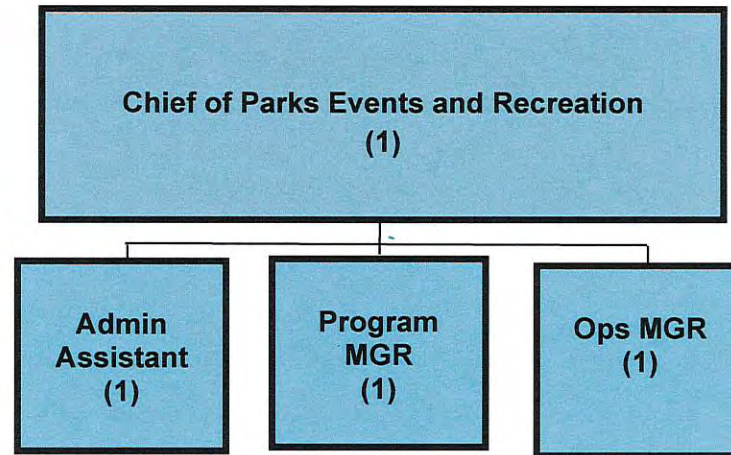 Chief of Parks Events and Recreation
(1)
Admin
Assistant
(1)
Program
MGR
(1)
Ops MGR
(1)